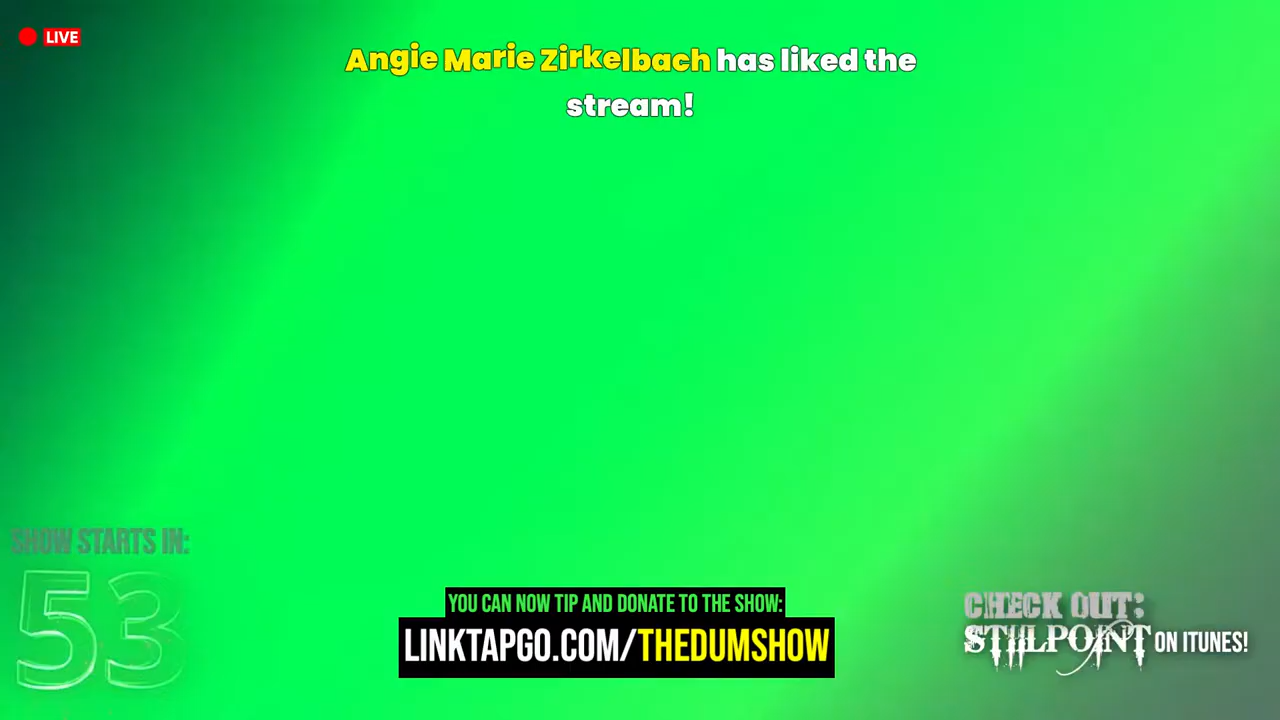 LIVE
Angie Marie Zirkelbach has liked the
stream!
SHOW STARTS IN:
53
YOU CAN NOW TIP AND DONATE TO THE SHOW:
LINKTAPGO.COM/THEDUMSHOW
CHECK OUT:
STILLPOINT ON ITUNES!